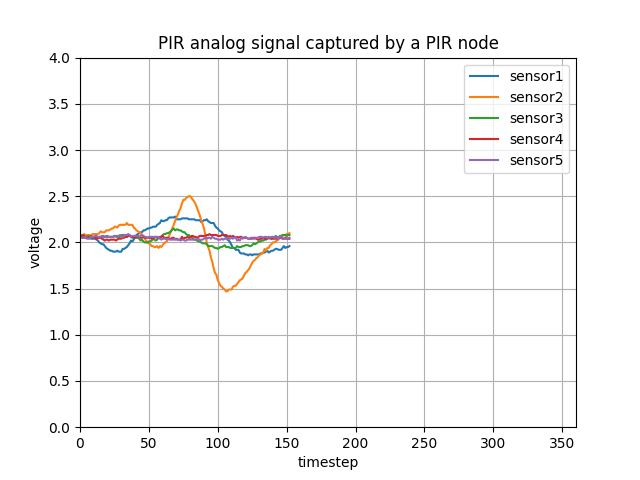 PIR analog signal captured by a PIR node
sensor1
sensor2
sensor3
sensor4
sensor5
voltage
4.0
3.5
3.0
2.5
2.0
1.5
1.0
0.5
0.0
0 50 100 150 200 250 300 350
timestep